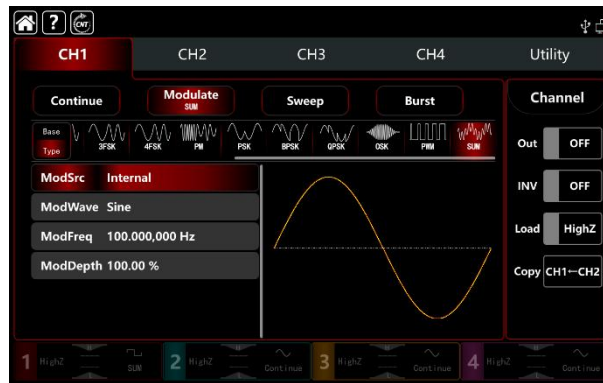 ? CNT
CH1 CH2 CH3 CH4 Utility
Continue Modulate SUM Sweep Burst Channel
Base Type 3FSK 4FSK PM PSK BPSK QPSK OSK PWM SUM
Out OFF
ModSrc Internal
INV OFF
ModWave Sine
ModFreq 100.000,000 Hz
Load HighZ
ModDepth 100.00 %
Copy CH1←CH2
1 HighZ SUM 2 HighZ Continue 3 HighZ Continue 4 HighZ Continue